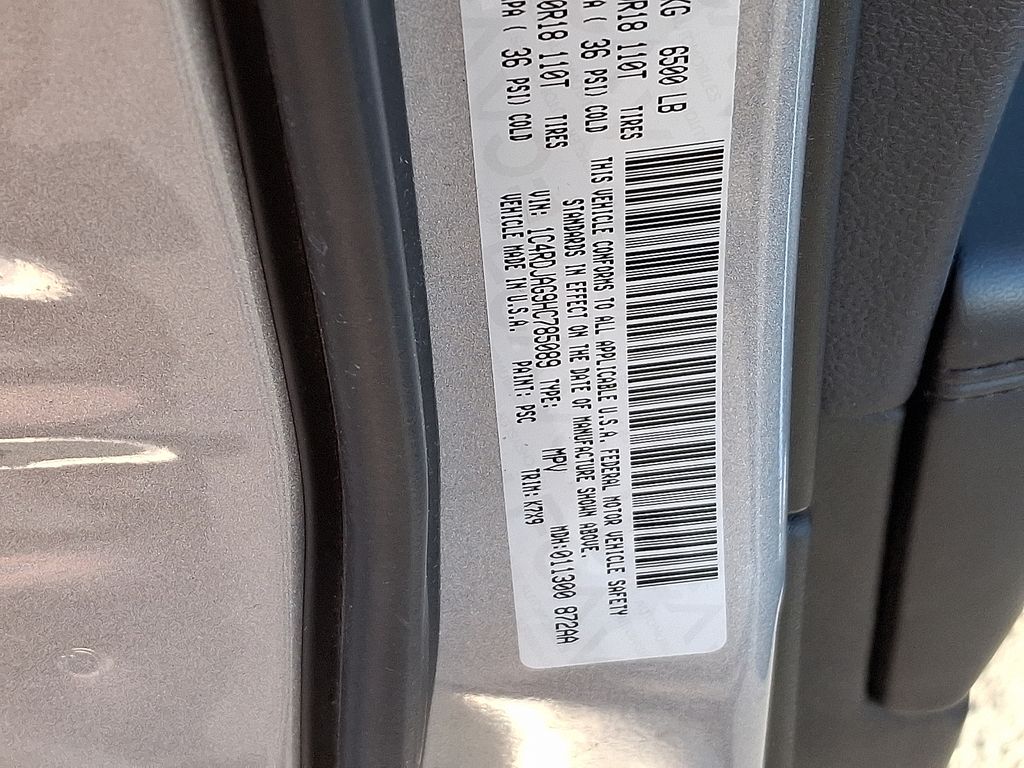 KG 6500 LB
0R18 110T TIRES
A ( 36 PSI) COLD
0R18 110T TIRES
PA ( 36 PSI) COLD
THIS VEHICLE CONFORMS TO ALL APPLICABLE U.S.A. FEDERAL MOTOR VEHICLE SAFETY
STANDARDS IN EFFECT ON THE DATE OF MANUFACTURE SHOWN ABOVE.
VIN: 1C4RDJAG9HC785089 TYPE: MPV MDH:011300 872AA
VEHICLE MADE IN U.S.A. PAINT: PSC TRIM:K7X9